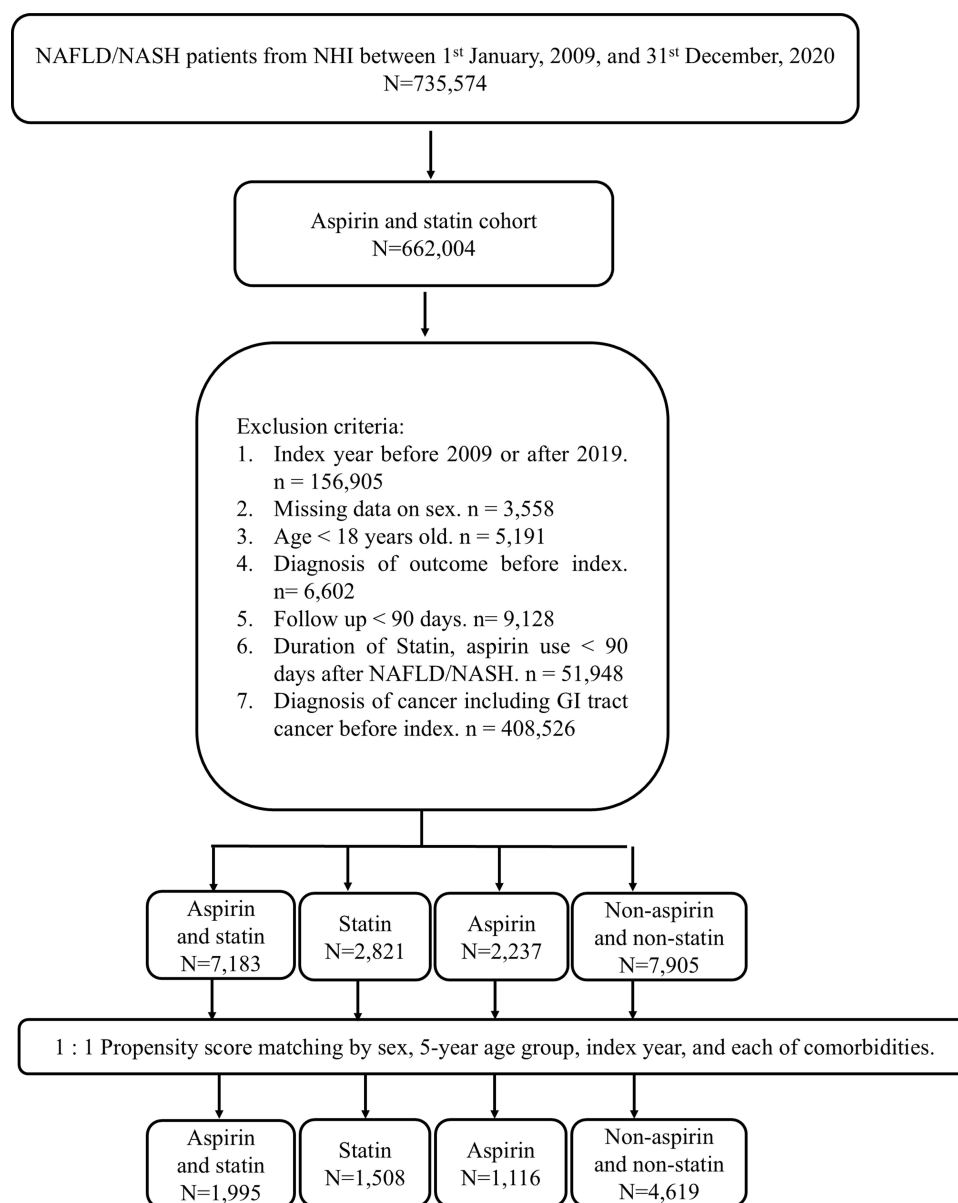 NAFLD/NASH patients from NHI between 1st January, 2009, and 31st December, 2020
N=735,574
Aspirin and statin cohort
N=662,004
Exclusion criteria:
1. Index year before 2009 or after 2019.
n = 156,905
2. Missing data on sex. n = 3,558
3. Age < 18 years old. n = 5,191
4. Diagnosis of outcome before index.
n= 6,602
5. Follow up < 90 days. n= 9,128
6. Duration of Statin, aspirin use < 90
days after NAFLD/NASH. n = 51,948
7. Diagnosis of cancer including GI tract
cancer before index. n = 408,526
Aspirin
and statin
N=7,183
Statin
N=2,821
Aspirin
N=2,237
Non-aspirin
and non-statin
N=7,905
1 : 1 Propensity score matching by sex, 5-year age group, index year, and each of comorbidities.
Aspirin
and statin
N=1,995
Statin
N=1,508
Aspirin
N=1,116
Non-aspirin
and non-statin
N=4,619